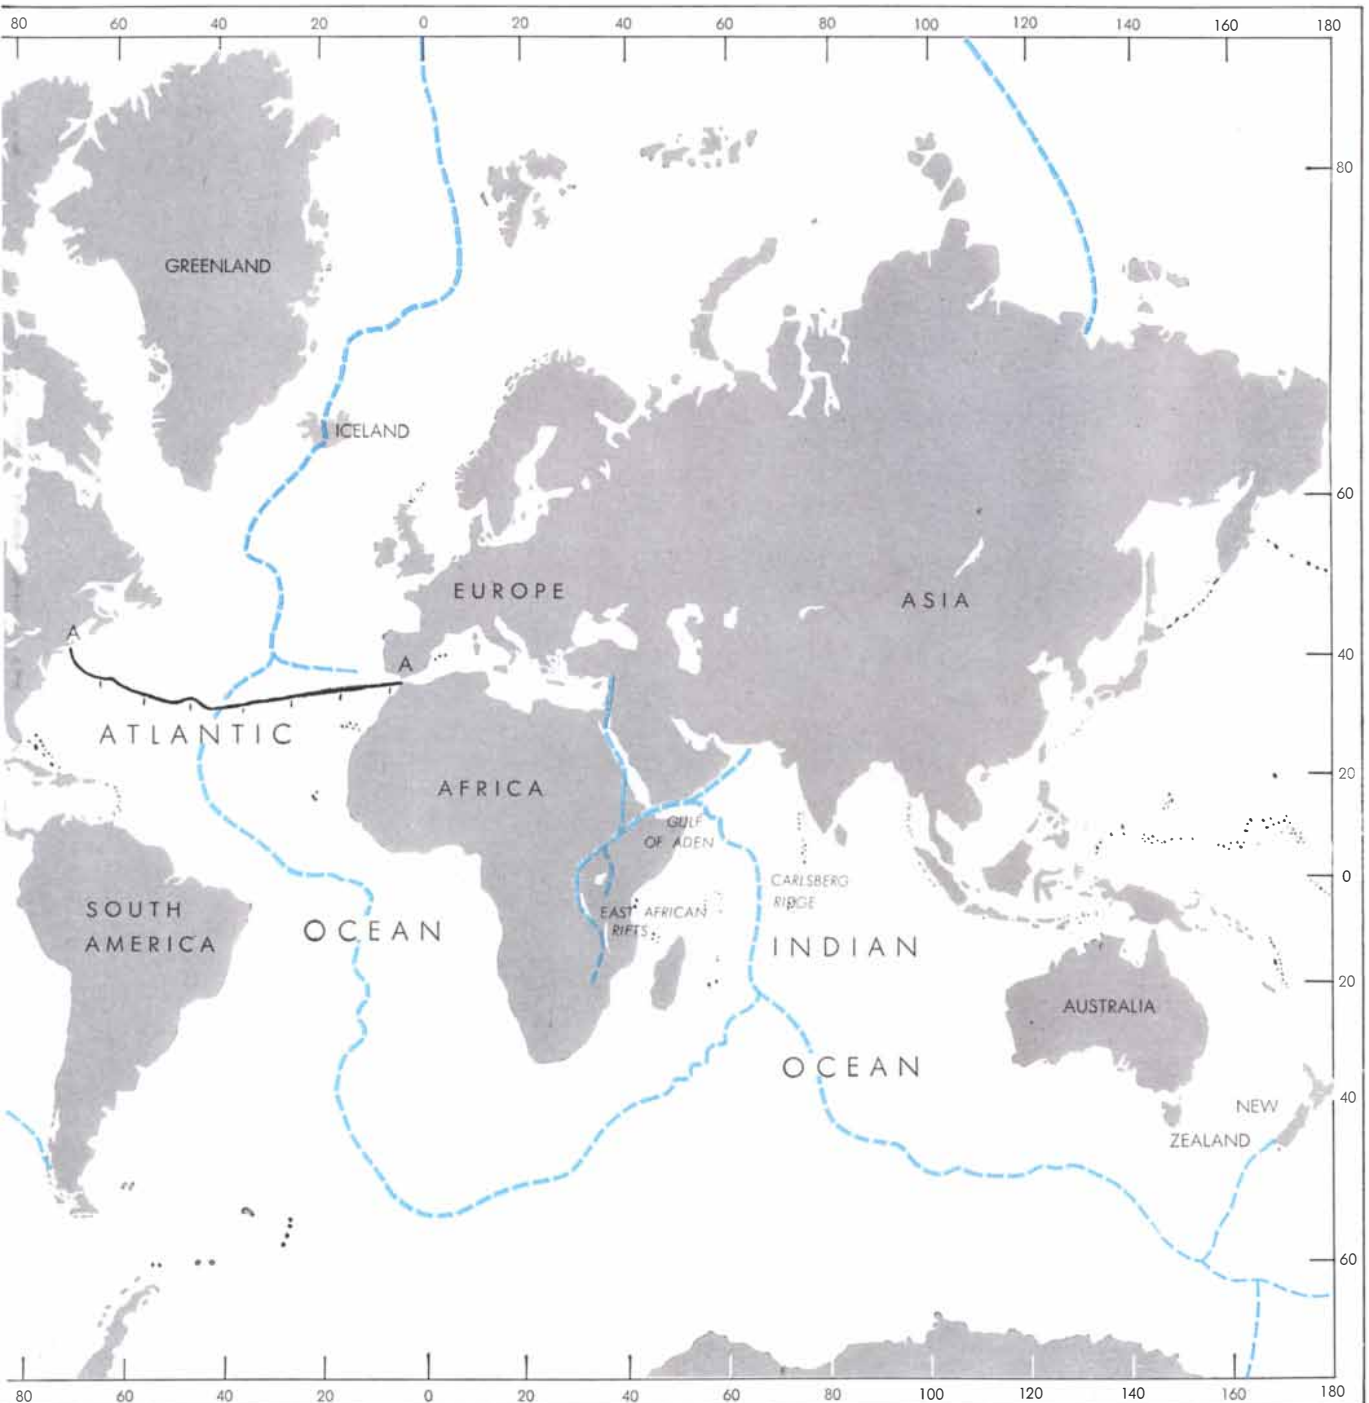 80 60 40 20 0 20 40 60 80 100 120 140 160 180
80
GREENLAND
ICELAND
60
EUROPE
ASIA
A
40
A
ATLANTIC
20
AFRICA
GULF
OF ADEN
0
CARLSBERG
RIDGE
SOUTH
AMERICA
EAST AFRICAN
RIFTS
OCEAN
INDIAN
20
AUSTRALIA
OCEAN
40
NEW
ZEALAND
60
80 60 40 20 0 20 40 60 80 100 120 140 160 180